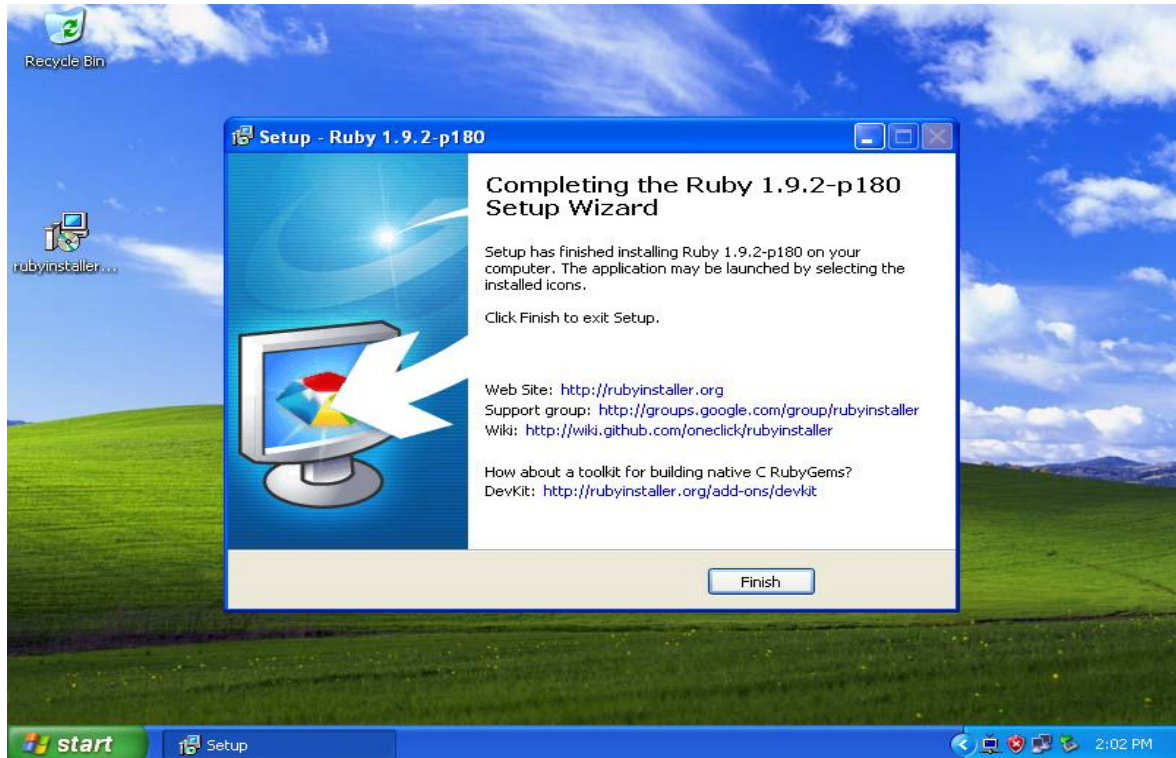 Recycle Bin
rubyinstaller...
Setup - Ruby 1.9.2-p180
Completing the Ruby 1.9.2-p180
Setup Wizard
Setup has finished installing Ruby 1.9.2-p180 on your
computer. The application may be launched by selecting the
installed icons.
Click Finish to exit Setup.
Web Site: http://rubyinstaller.org
Support group: http://groups.google.com/group/rubyinstaller
Wiki: http://wiki.github.com/oneclick/rubyinstaller
How about a toolkit for building native C RubyGems?
DevKit: http://rubyinstaller.org/add-ons/devkit
Finish
start
Setup
2:02 PM